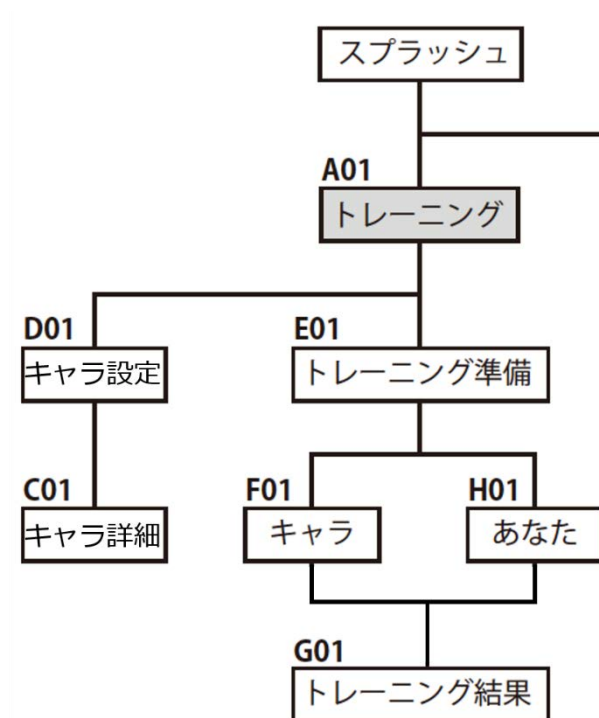 スプラッシュ
A01
トレーニング
D01
キャラ設定
E01
トレーニング準備
C01
キャラ詳細
F01
キャラ
H01
あなた
G01
トレーニング結果